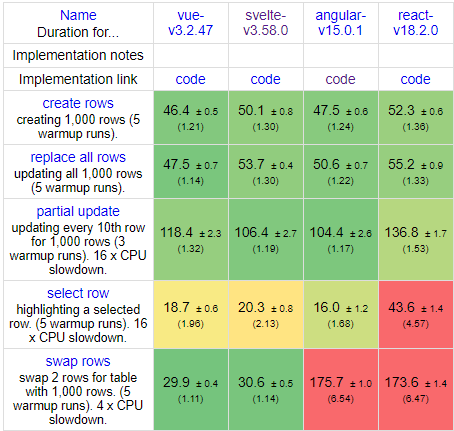 Name
Duration for...
vue-
v3.2.47
svelte-
v3.58.0
angular-
v15.0.1
react-
v18.2.0
Implementation notes
Implementation link
code
code
code
code
create rows
creating 1,000 rows (5
warmup runs).
46.4 ± 0.5
(1.21)
50.1 ± 0.8
(1.30)
47.5 ± 0.6
(1.24)
52.3 ± 0.6
(1.36)
replace all rows
updating all 1,000 rows
(5 warmup runs).
47.5 ± 0.7
(1.14)
53.7 ± 0.4
(1.30)
50.6 ± 0.7
(1.22)
55.2 ± 0.9
(1.33)
partial update
updating every 10th row
for 1,000 rows (3
warmup runs). 16 x CPU
slowdown.
118.4 ± 2.3
(1.32)
106.4 ± 2.7
(1.19)
104.4 ± 2.6
(1.17)
136.8 ± 1.7
(1.53)
select row
highlighting a selected
row. (5 warmup runs). 16
x CPU slowdown.
18.7 ± 0.6
(1.96)
20.3 ± 0.8
(2.13)
16.0 ± 1.2
(1.68)
43.6 ± 1.4
(4.57)
swap rows
swap 2 rows for table
with 1,000 rows. (5
warmup runs). 4 x CPU
slowdown.
29.9 ± 0.4
(1.11)
30.6 ± 0.5
(1.14)
175.7 ± 1.0
(6.54)
173.6 ± 1.4
(6.47)